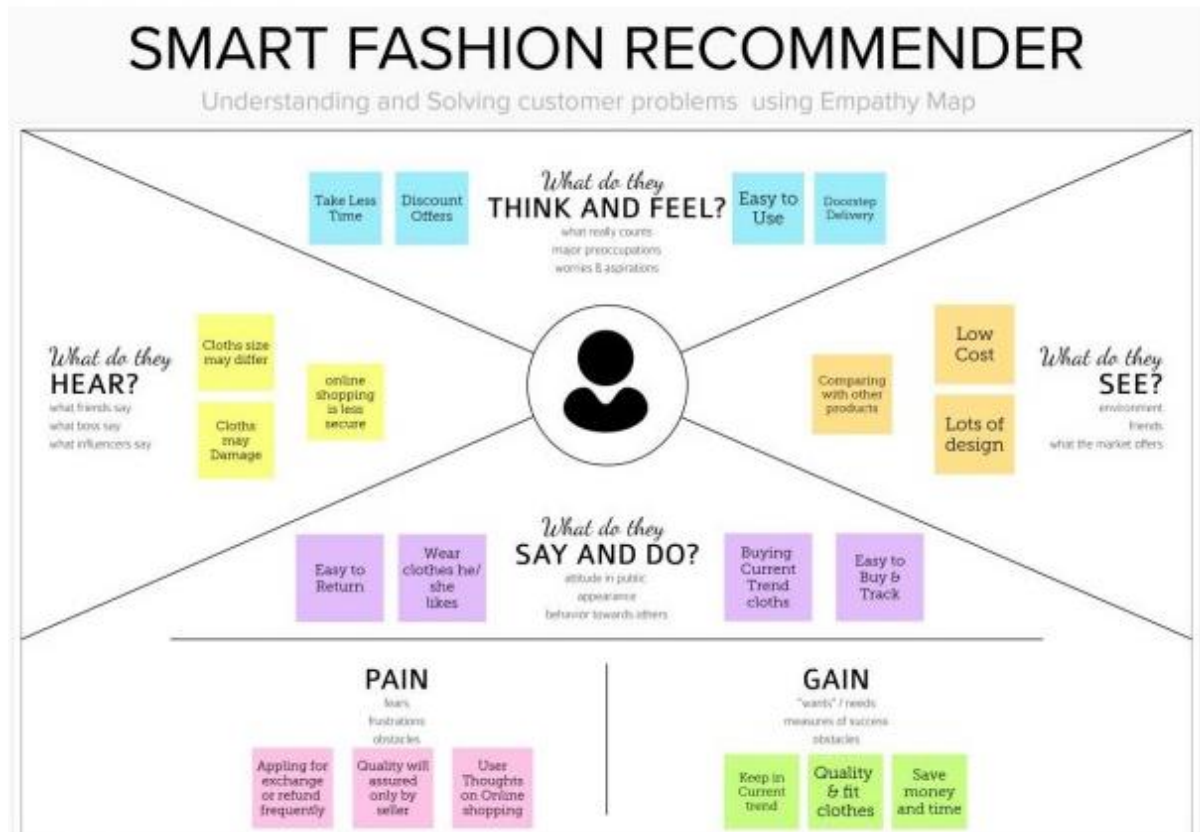 SMART FASHION RECOMMENDER
Understanding and Solving customer problems using Empathy Map
Take Less
Time
Discount
Offers
What do they
THINK AND FEEL?
what really counts
major preoccupations
worries & aspirations
Easy to
Use
Doorstep
Delivery
What do they
HEAR?
what friends say
what boss say
what influencers say
Cloths size
may differ
Cloths
may
Damage
online
shopping
is less
secure
Comparing
with other
products
Low
Cost
Lots of
design
What do they
SEE?
environment
friends
what the market offers
Easy to
Return
Wear
clothes he/
she
likes
What do they
SAY AND DO?
attitude in public
appearance
behavior towards others
Buying
Current
Trend
cloths
Easy to
Buy &
Track
PAIN
fears
frustrations
obstacles
Appling for
exchange
or refund
frequently
Quality will
assured
only by
seller
User
Thoughts
on Online
shopping
GAIN
"wants" / needs
measures of success
obstacles
Keep in
Current
trend
Quality
& fit
clothes
Save
money
and time